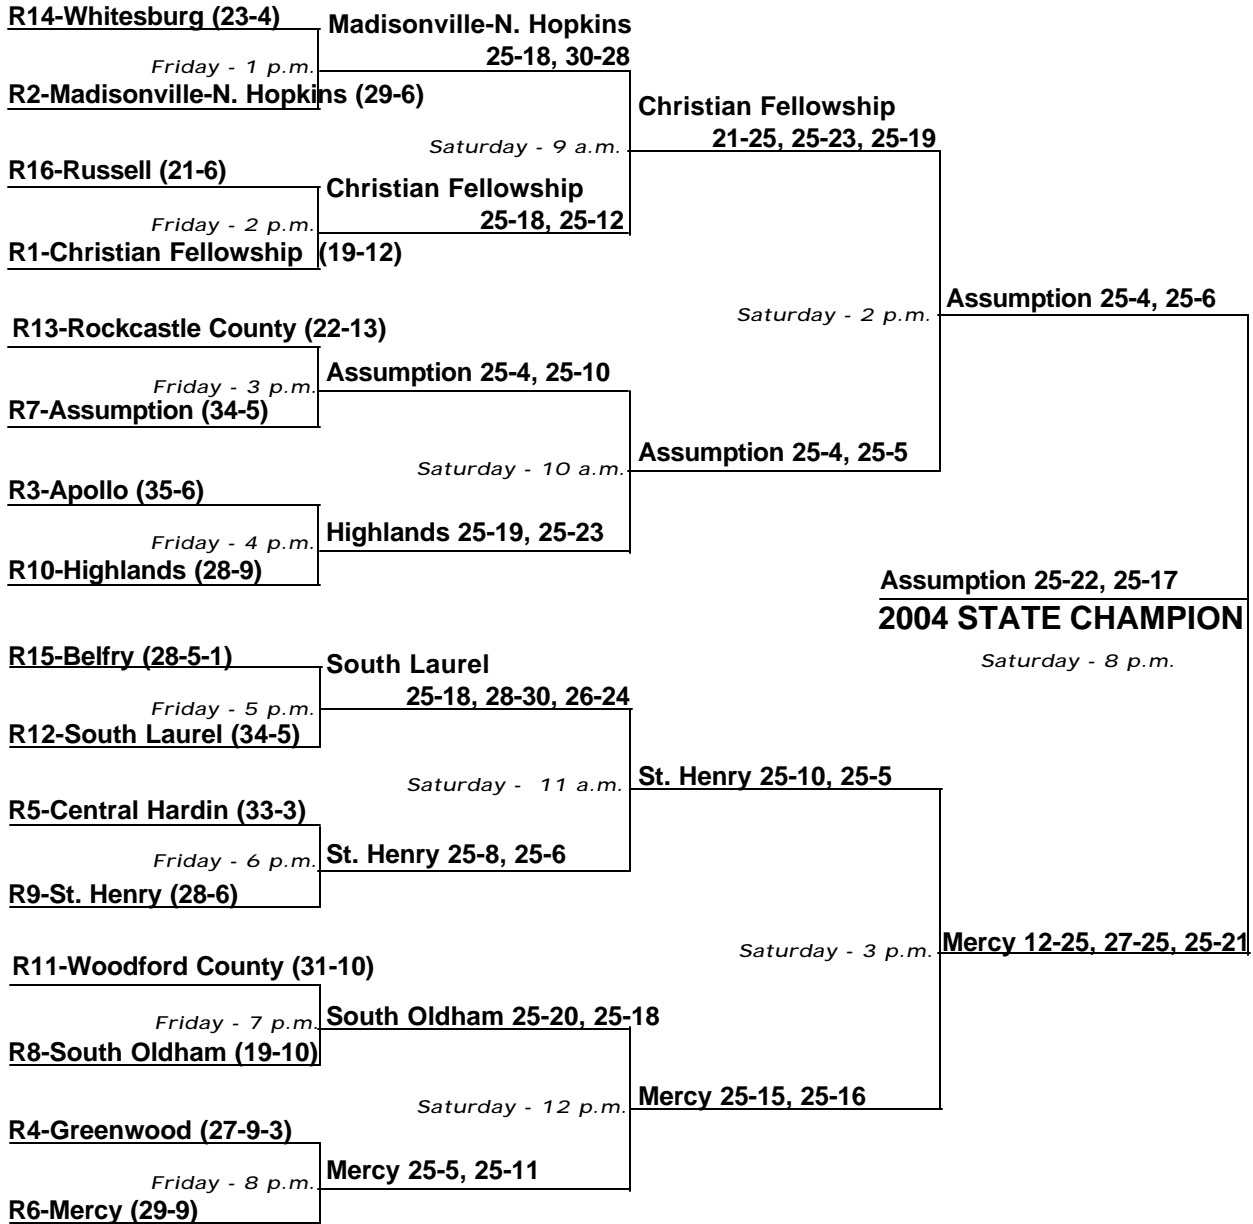 R14-Whitesburg (23-4)
Friday - 1 p.m.
R2-Madisonville-N. Hopkins (29-6)
R16-Russell (21-6)
Friday - 2 p.m.
R1-Christian Fellowship (19-12)
R13-Rockcastle County (22-13)
Friday - 3 p.m.
R7-Assumption (34-5)
R3-Apollo (35-6)
Friday - 4 p.m.
R10-Highlands (28-9)
R15-Belfry (28-5-1)
Friday - 5 p.m.
R12-South Laurel (34-5)
R5-Central Hardin (33-3)
Friday - 6 p.m.
R9-St. Henry (28-6)
R11-Woodford County (31-10)
Friday - 7 p.m.
R8-South Oldham (19-10)
R4-Greenwood (27-9-3)
Friday - 8 p.m.
R6-Mercy (29-9)
Madisonville-N. Hopkins
25-18, 30-28
Saturday - 9 a.m.
Christian Fellowship
25-18, 25-12
Assumption 25-4, 25-10
Saturday - 10 a.m.
Highlands 25-19, 25-23
South Laurel
25-18, 28-30, 26-24
Saturday - 11 a.m.
St. Henry 25-8, 25-6
South Oldham 25-20, 25-18
Saturday - 12 p.m.
Mercy 25-5, 25-11
Christian Fellowship
21-25, 25-23, 25-19
Saturday - 2 p.m.
Assumption 25-4, 25-5
St. Henry 25-10, 25-5
Saturday - 3 p.m.
Mercy 25-15, 25-16
Assumption 25-4, 25-6
Assumption 25-22, 25-17
2004 STATE CHAMPION
Saturday - 8 p.m.
Mercy 12-25, 27-25, 25-21